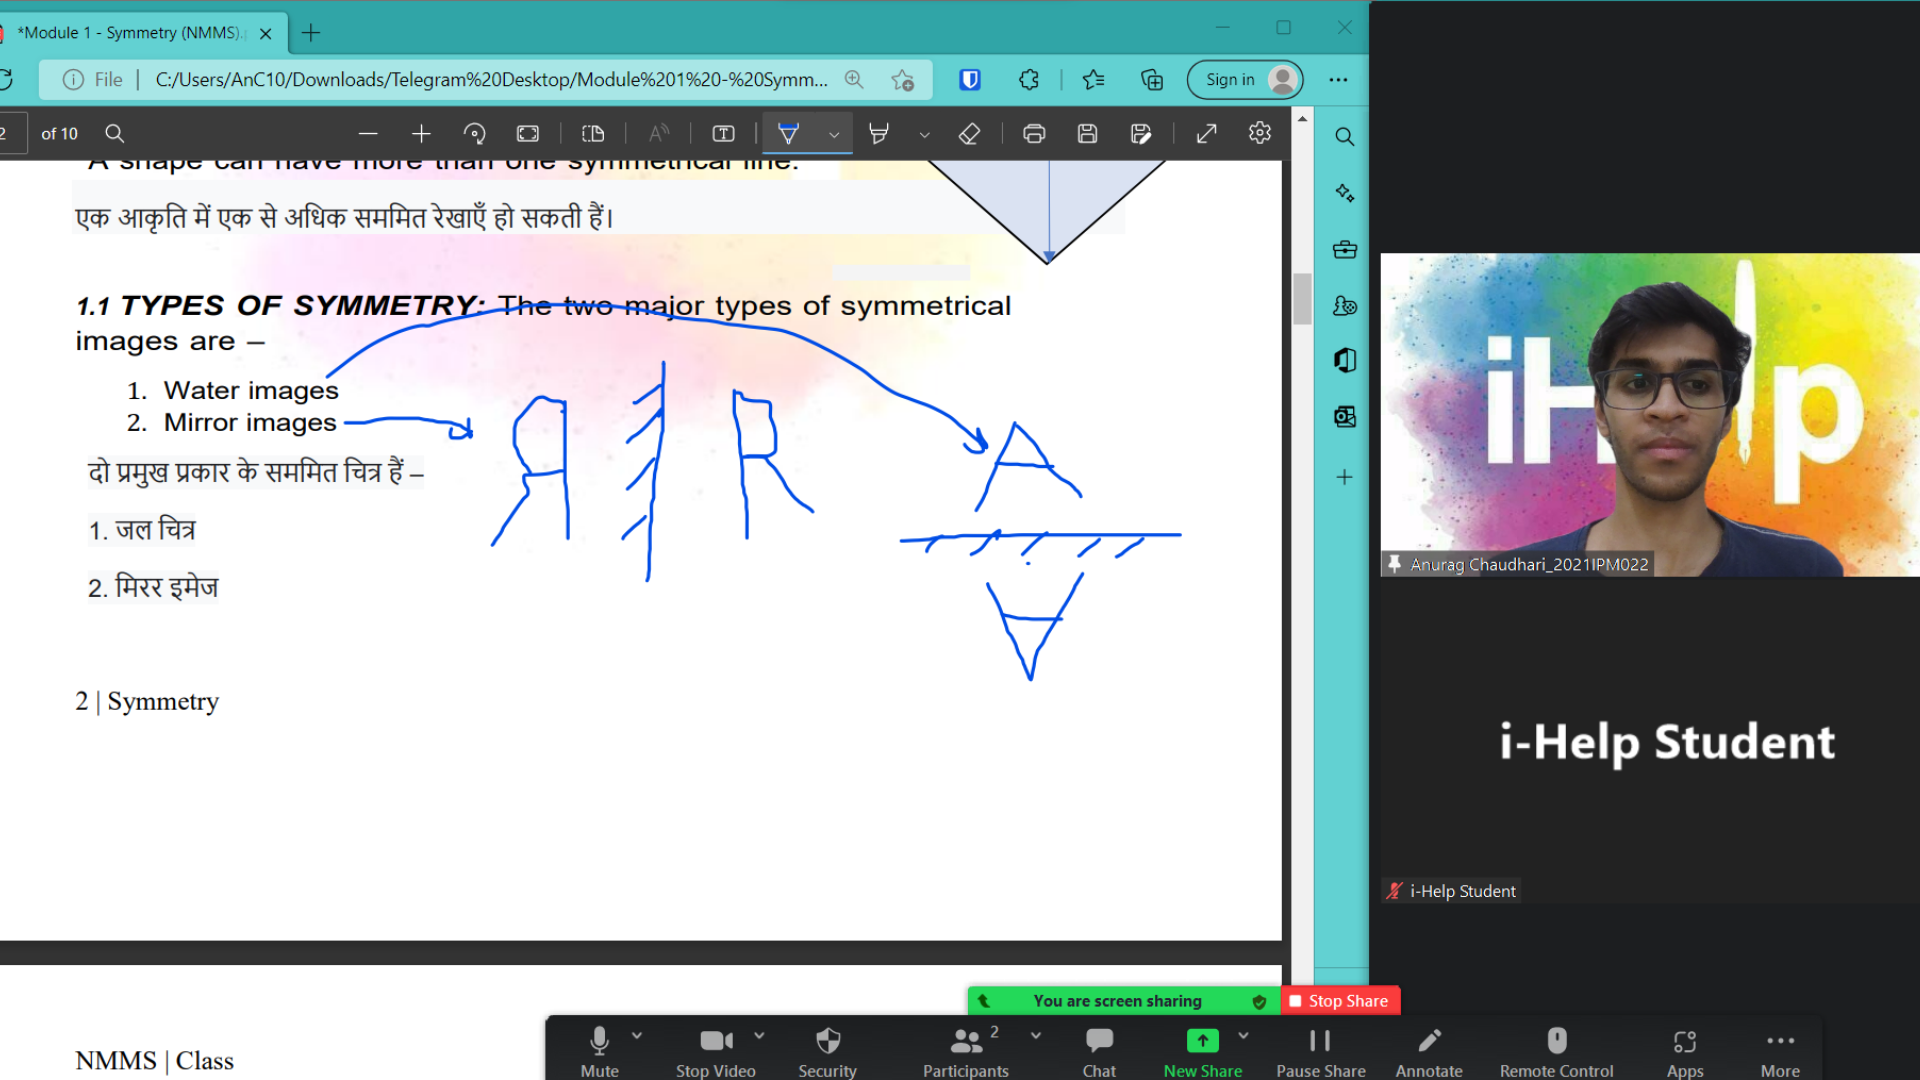 *Module 1 - Symmetry (NMMS).
File | C:/Users/AnC10/Downloads/Telegram%20Desktop/Module%201%20-%20Symm...
Sign in
2 of 10
A shape can have more than one symmetrical line.
एक आकृति में एक से अधिक सममित रेखाएँ हो सकती हैं।
1.1 TYPES OF SYMMETRY: The two major types of symmetrical
images are –
1. Water images
2. Mirror images
R
A
दो प्रमुख प्रकार के सममित चित्र हैं –
1. जल चित्र
2. मिरर इमेज
2 | Symmetry
NMMS | Class
iHelp
Anurag Chaudhari_2021IPM022
i-Help Student
i-Help Student
You are screen sharing
Stop Share
Mute
Stop Video
Security
Participants
2
Chat
New Share
Pause Share
Annotate
Remote Control
Apps
More